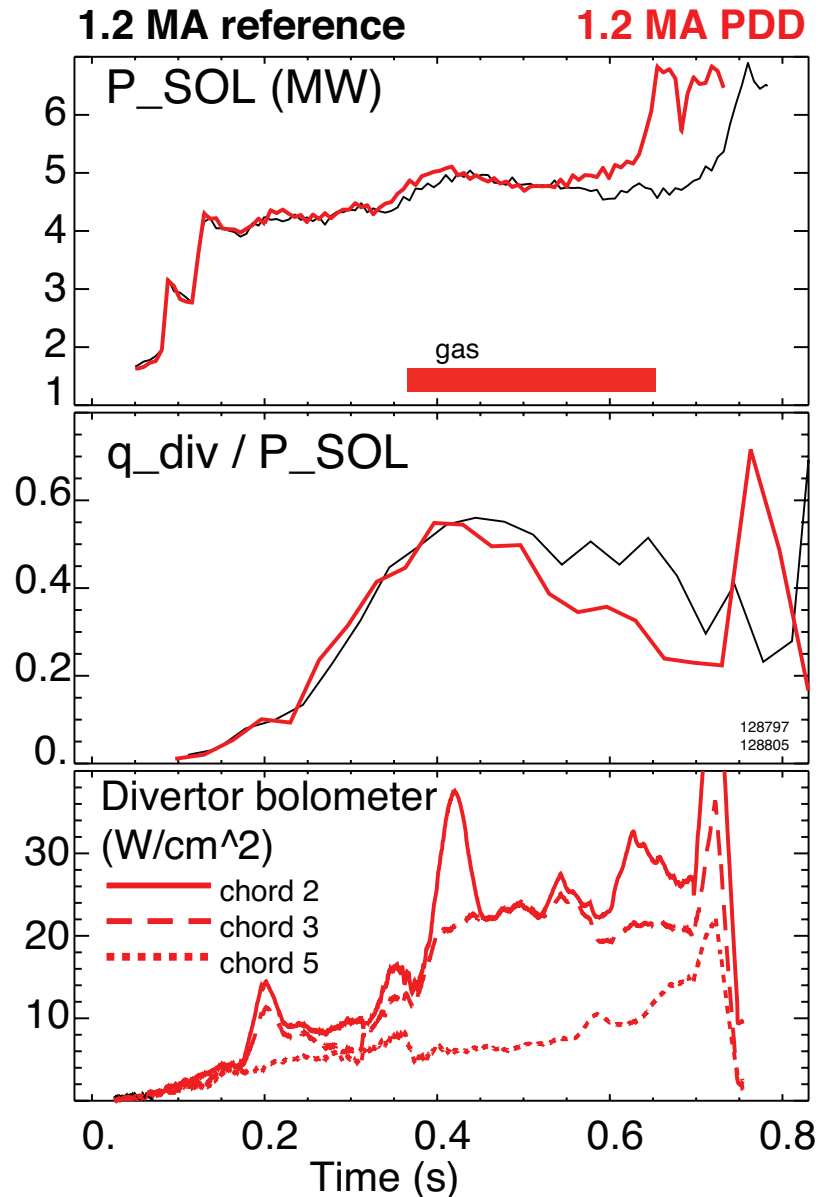 1.2 MA reference 1.2 MA PDD
P_SOL (MW)
6
5
4
3
2
1
gas
q_div / P_SOL
0.6
0.4
0.2
0.
128797
128805
Divertor bolometer
(W/cm^2)
30
chord 2
chord 3
20
chord 5
10
0. 0.2 0.4 0.6 0.8
Time (s)